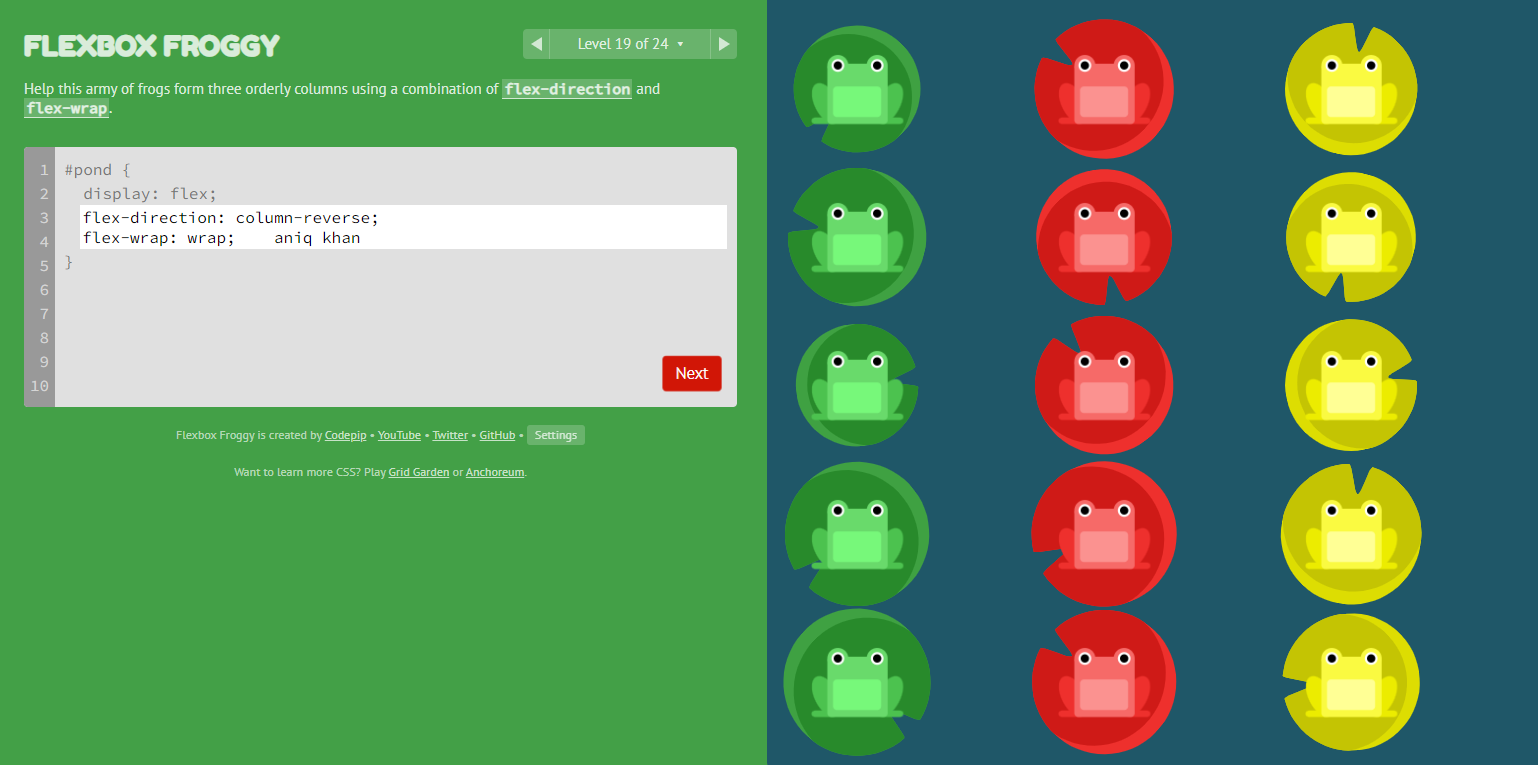 FLEXBOX FROGGY
Level 19 of 24 ▾
Help this army of frogs form three orderly columns using a combination of flex-direction and
flex-wrap.
1 #pond {
2 display: flex;
3 flex-direction: column-reverse;
4 flex-wrap: wrap; aniq khan
5 }
6
7
8
9
10
Next
Flexbox Froggy is created by Codepip • YouTube • Twitter • GitHub • Settings
Want to learn more CSS? Play Grid Garden or Anchoreum.